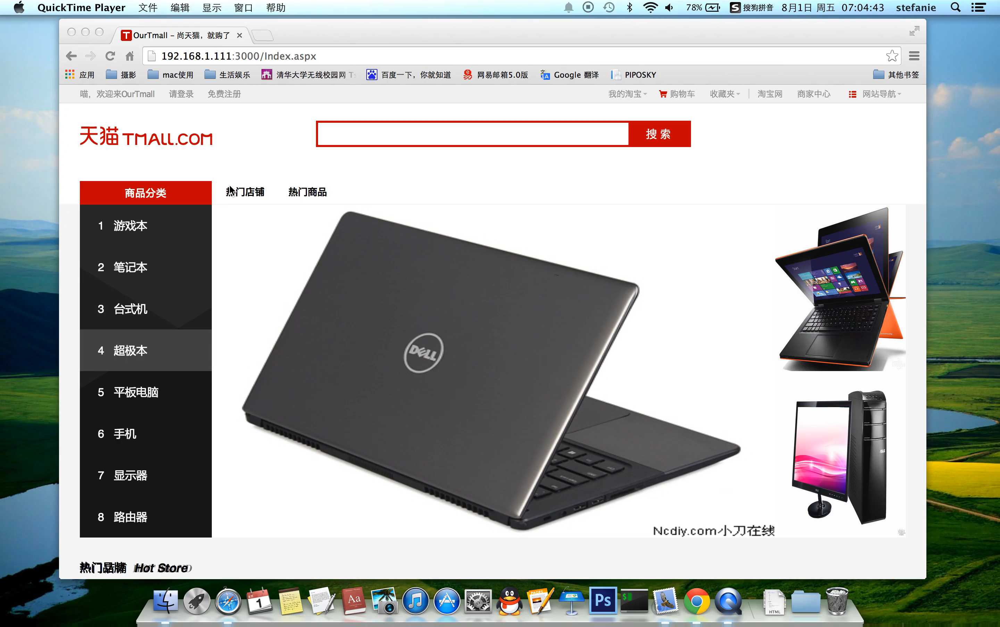 QuickTime Player 文件 编辑 显示 窗口 帮助 78% S 搜狗拼音 8月1日 周五 07:04:43 stefanie
T OurTmall – 尚天猫，就购了
192.168.1.111:3000/Index.aspx
应用 摄影 mac使用 生活娱乐 清华大学无线校园网 百度一下，你就知道 易 网易邮箱5.0版 Google 翻译 PIPOSKY 其他书签
喵，欢迎来OurTmall 请登录 免费注册 我的淘宝 购物车 收藏夹 淘宝网 商家中心 网站导航
天猫 TMALL.COM 搜 索
商品分类 热门店铺 热门商品
1 游戏本
2 笔记本
3 台式机
4 超极本
5 平板电脑
6 手机
7 显示器
8 路由器
DELL
Start
Start
ASUS
Ncdiy.com小刀在线
热门 Hot Store
8月
1
Aa
PAGES
Ps
$
HTML